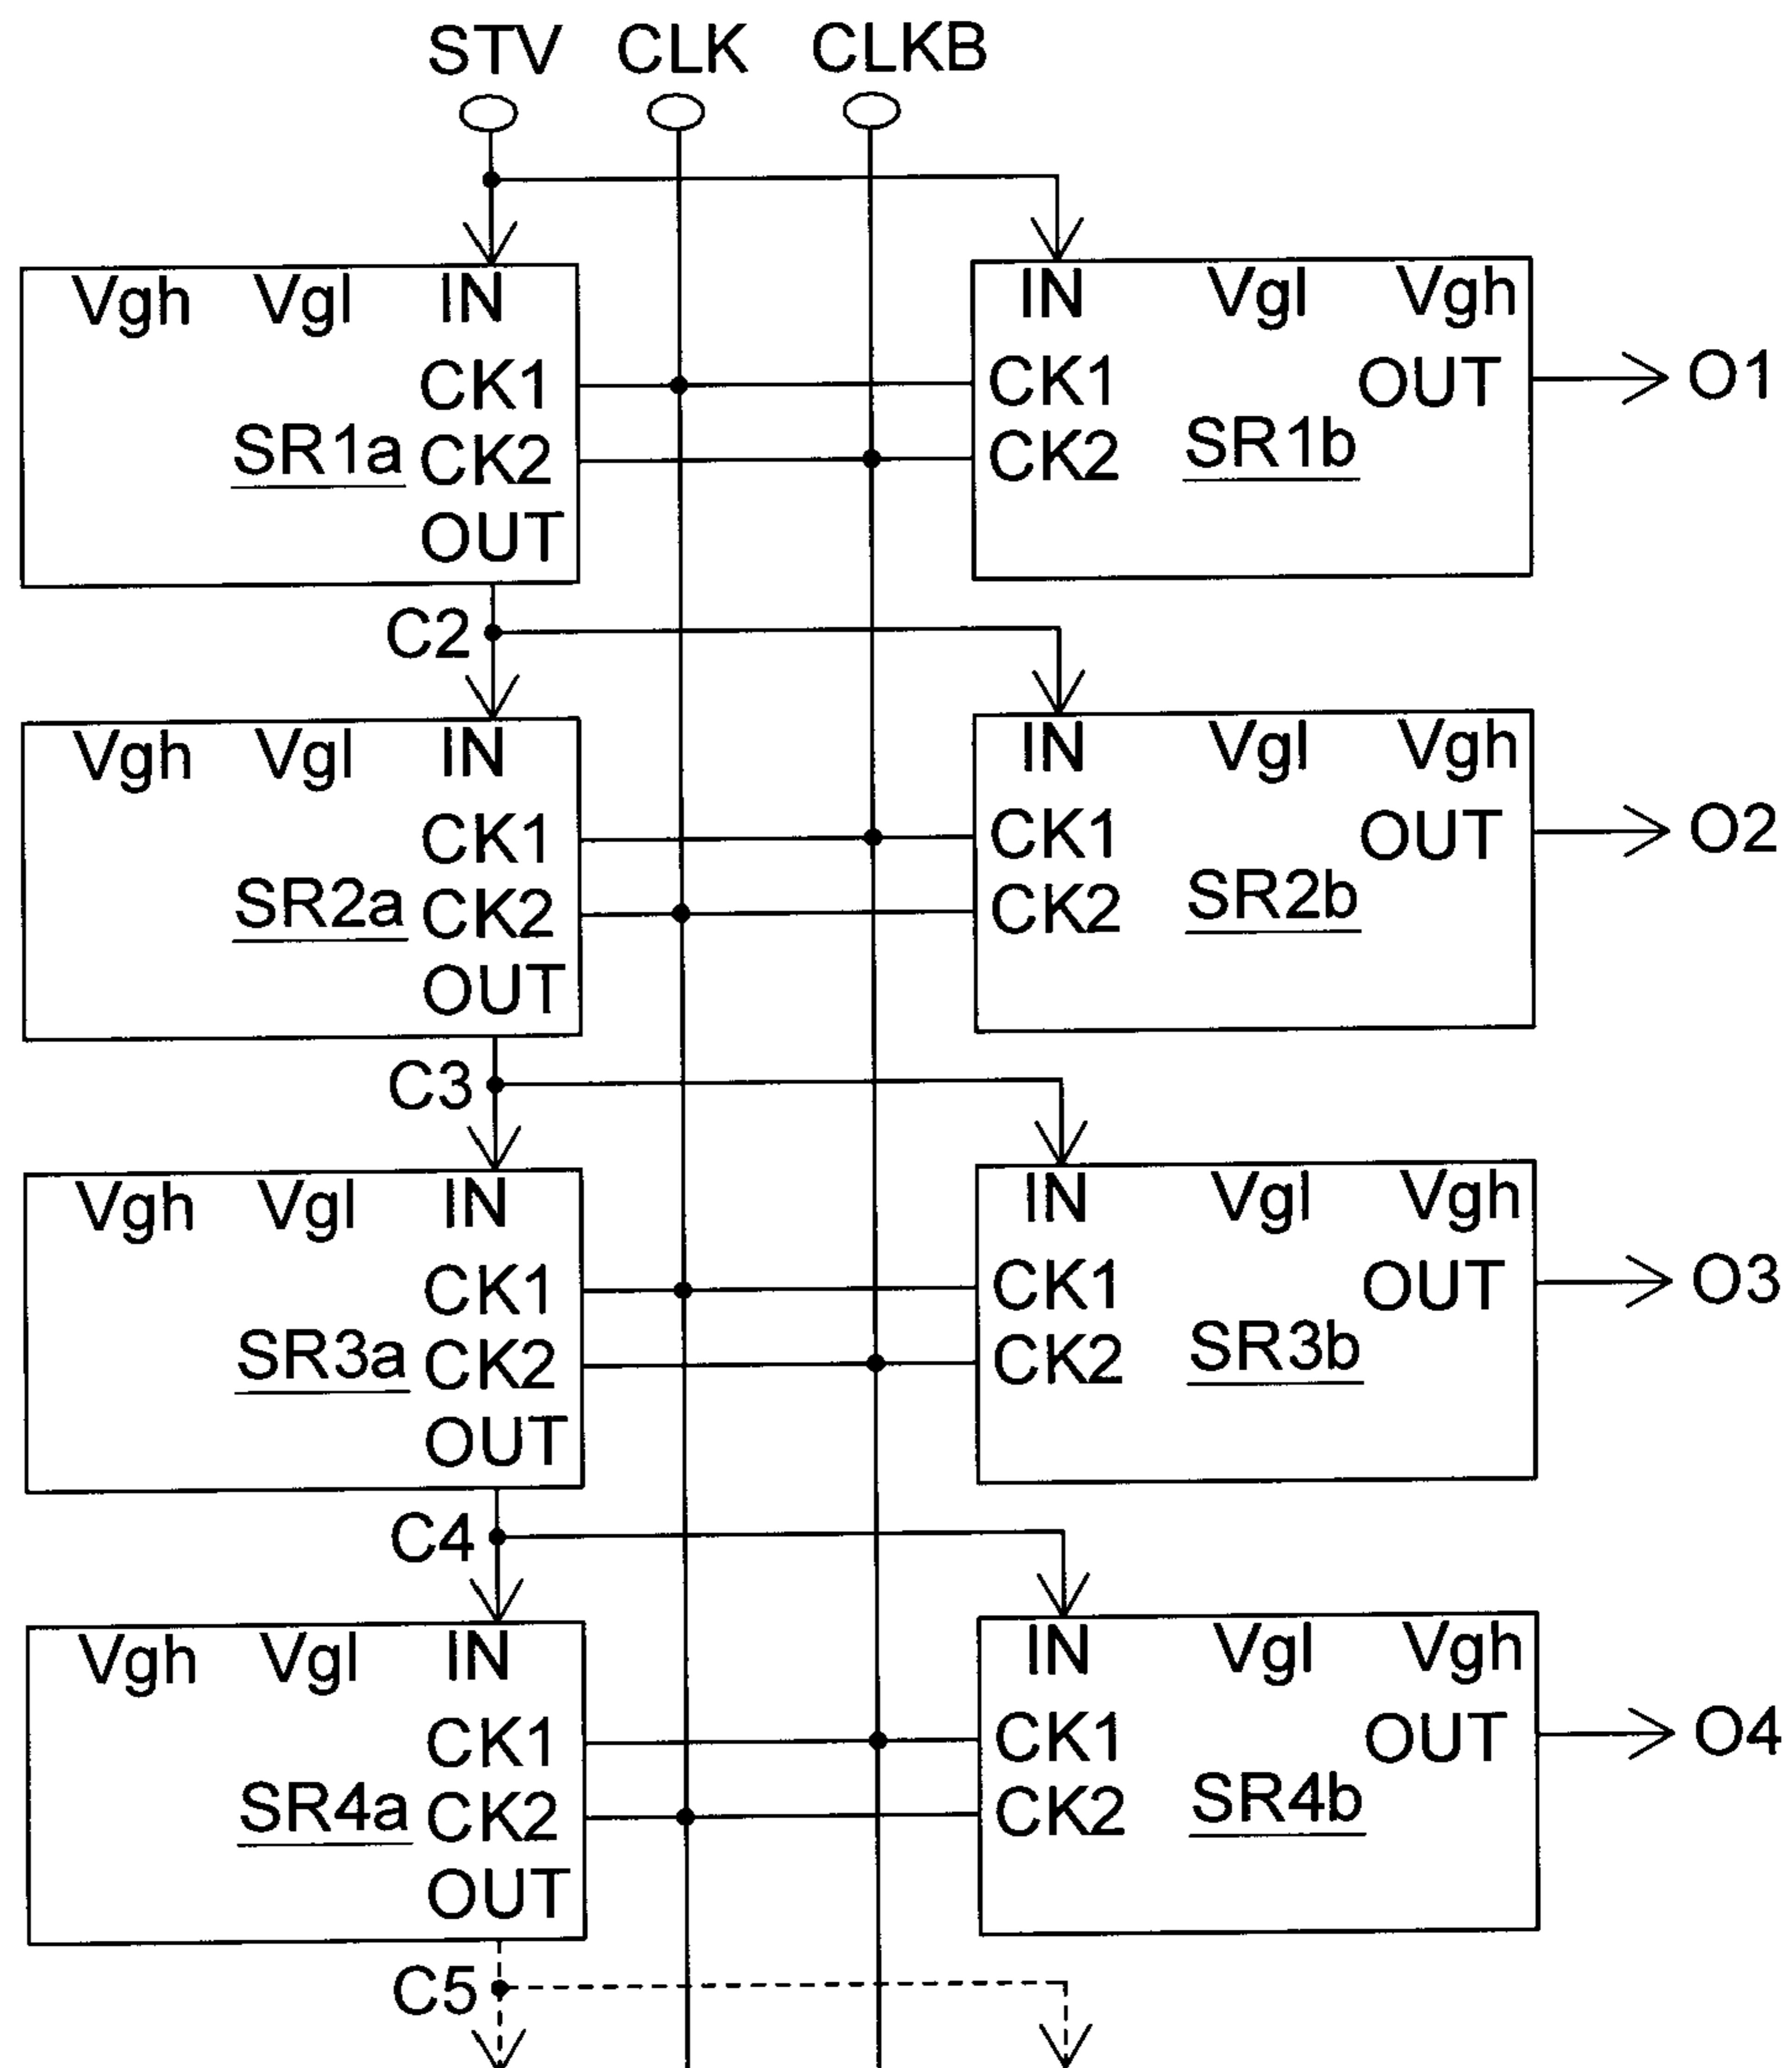 STV CLK CLKB
Vgh Vgl IN
CK1
SR1a CK2
OUT
IN Vgl Vgh
CK1 OUT
CK2 SR1b
O1
C2
Vgh Vgl IN
CK1
SR2a CK2
OUT
IN Vgl Vgh
CK1 OUT
CK2 SR2b
O2
C3
Vgh Vgl IN
CK1
SR3a CK2
OUT
IN Vgl Vgh
CK1 OUT
CK2 SR3b
O3
C4
Vgh Vgl IN
CK1
SR4a CK2
OUT
IN Vgl Vgh
CK1 OUT
CK2 SR4b
O4
C5